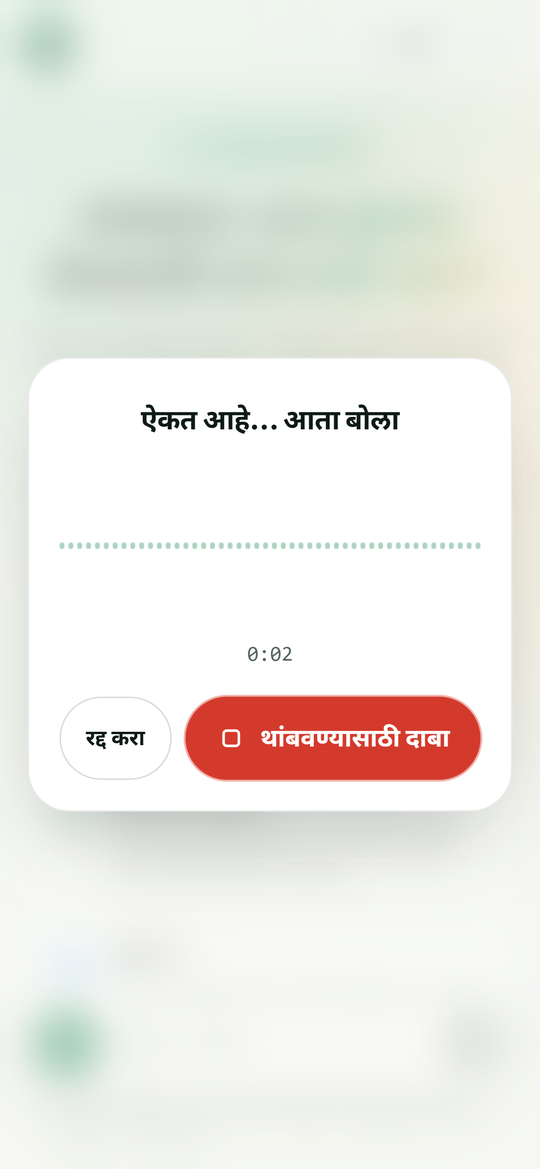 ऐकत आहे... आता बोला
0:02
रद्द करा
थांबवण्यासाठी दाबा